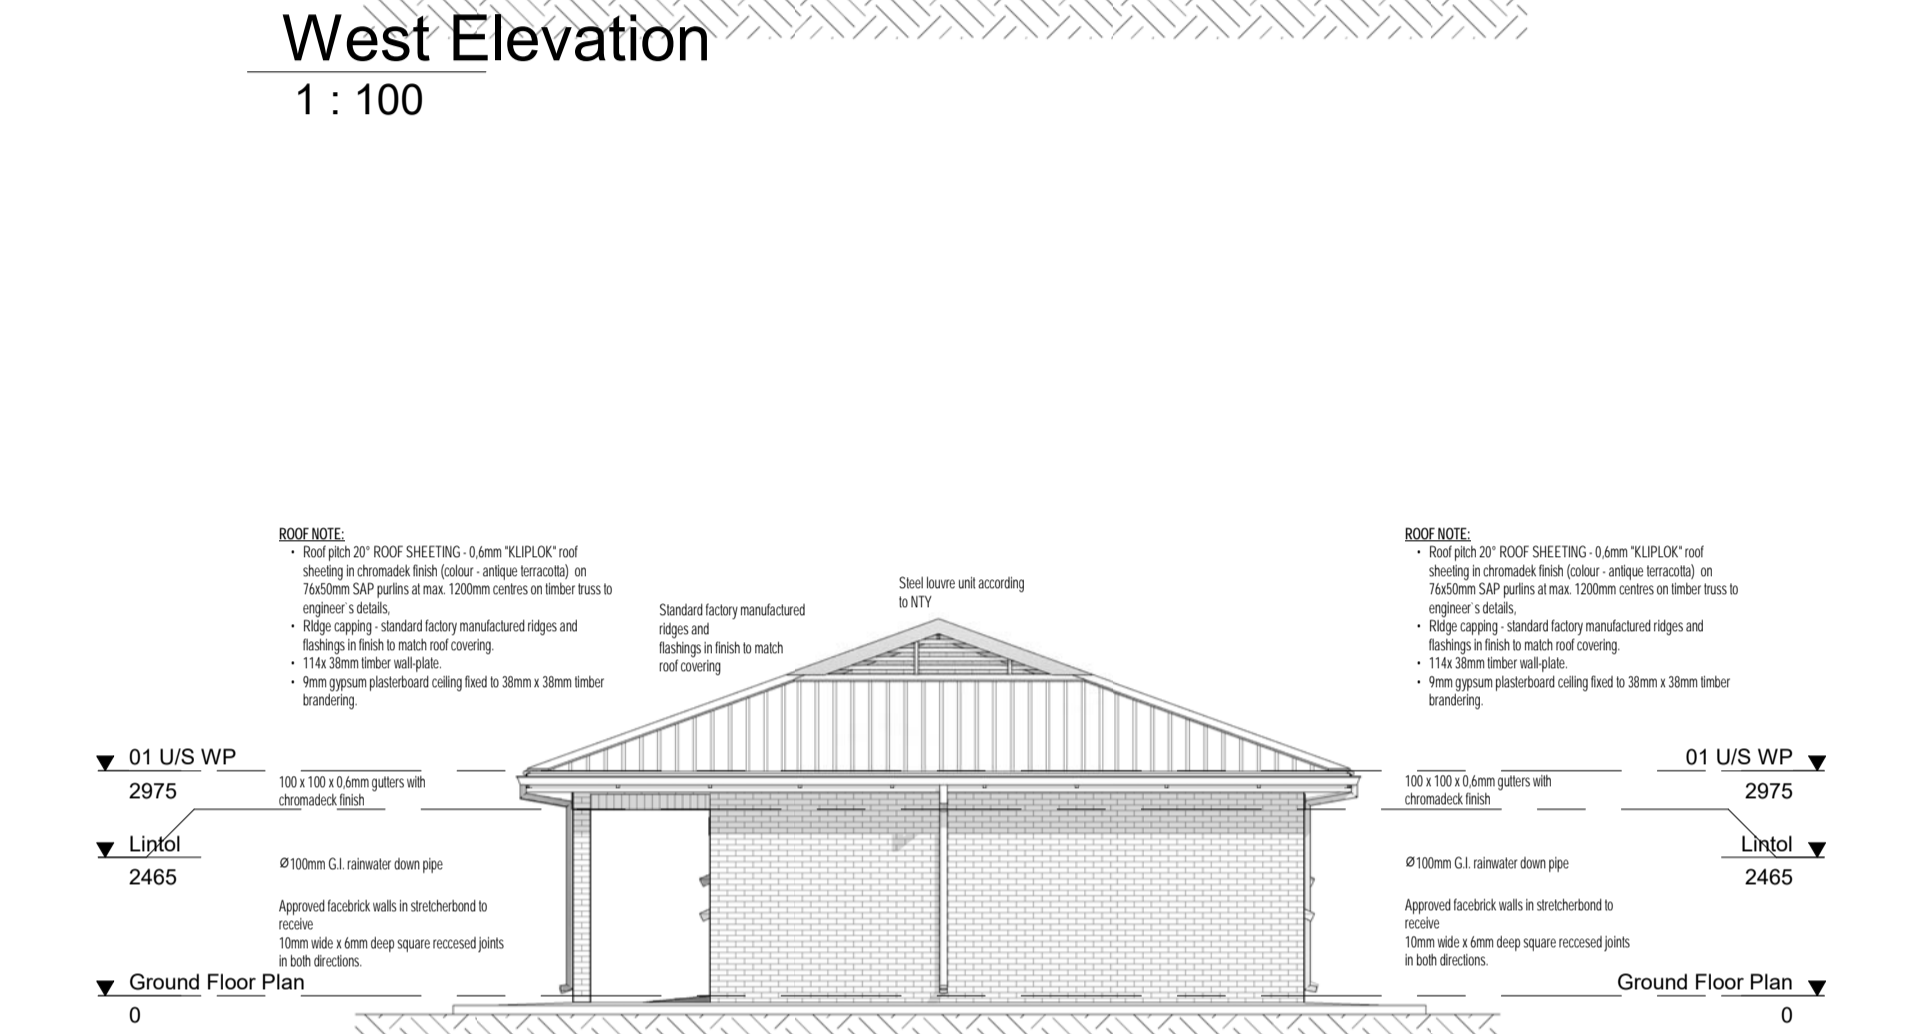 West Elevation
1 : 100
ROOF NOTE:
• Roof pitch 20° ROOF SHEETING - 0,6mm "KLIPLOK" roof
sheeting in chromadek finish (colour - antique terracotta) on
76x50mm SAP purlins at max. 1200mm centres on timber truss to
engineer`s details,
• RIdge capping - standard factory manufactured ridges and
flashings in finish to match roof covering.
• 114x 38mm timber wall-plate.
• 9mm gypsum plasterboard ceiling fixed to 38mm x 38mm timber
brandering.
Standard factory manufactured
ridges and
flashings in finish to match
roof covering
Steel louvre unit according
to NTY
ROOF NOTE:
• Roof pitch 20° ROOF SHEETING - 0,6mm "KLIPLOK" roof
sheeting in chromadek finish (colour - antique terracotta) on
76x50mm SAP purlins at max. 1200mm centres on timber truss to
engineer`s details,
• RIdge capping - standard factory manufactured ridges and
flashings in finish to match roof covering.
• 114x 38mm timber wall-plate.
• 9mm gypsum plasterboard ceiling fixed to 38mm x 38mm timber
brandering.
01 U/S WP
2975
Lintol
2465
Ground Floor Plan
0
100 x 100 x 0,6mm gutters with
chromadeck finish
Ø100mm G.I. rainwater down pipe
Approved facebrick walls in stretcherbond to
receive
10mm wide x 6mm deep square reccesed joints
in both directions.
100 x 100 x 0,6mm gutters with
chromadeck finish
Ø100mm G.I. rainwater down pipe
Approved facebrick walls in stretcherbond to
receive
10mm wide x 6mm deep square reccesed joints
in both directions.
01 U/S WP
2975
Lintol
2465
Ground Floor Plan
0